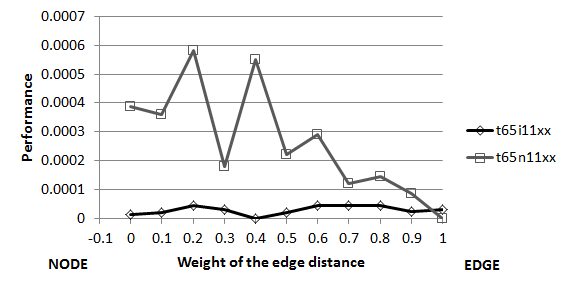 0.0007
0.0006
0.0005
0.0004
0.0003
0.0002
0.0001
0
Performance
t65i11xx
t65n11xx
-0.1 0 0.1 0.2 0.3 0.4 0.5 0.6 0.7 0.8 0.9 1
NODE Weight of the edge distance EDGE